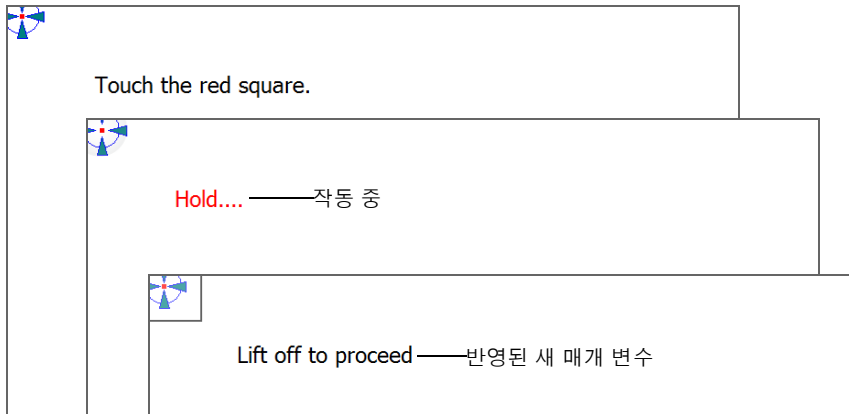 Touch the red square.
Hold.... 작동 중
Lift off to proceed 반영된 새 매개 변수